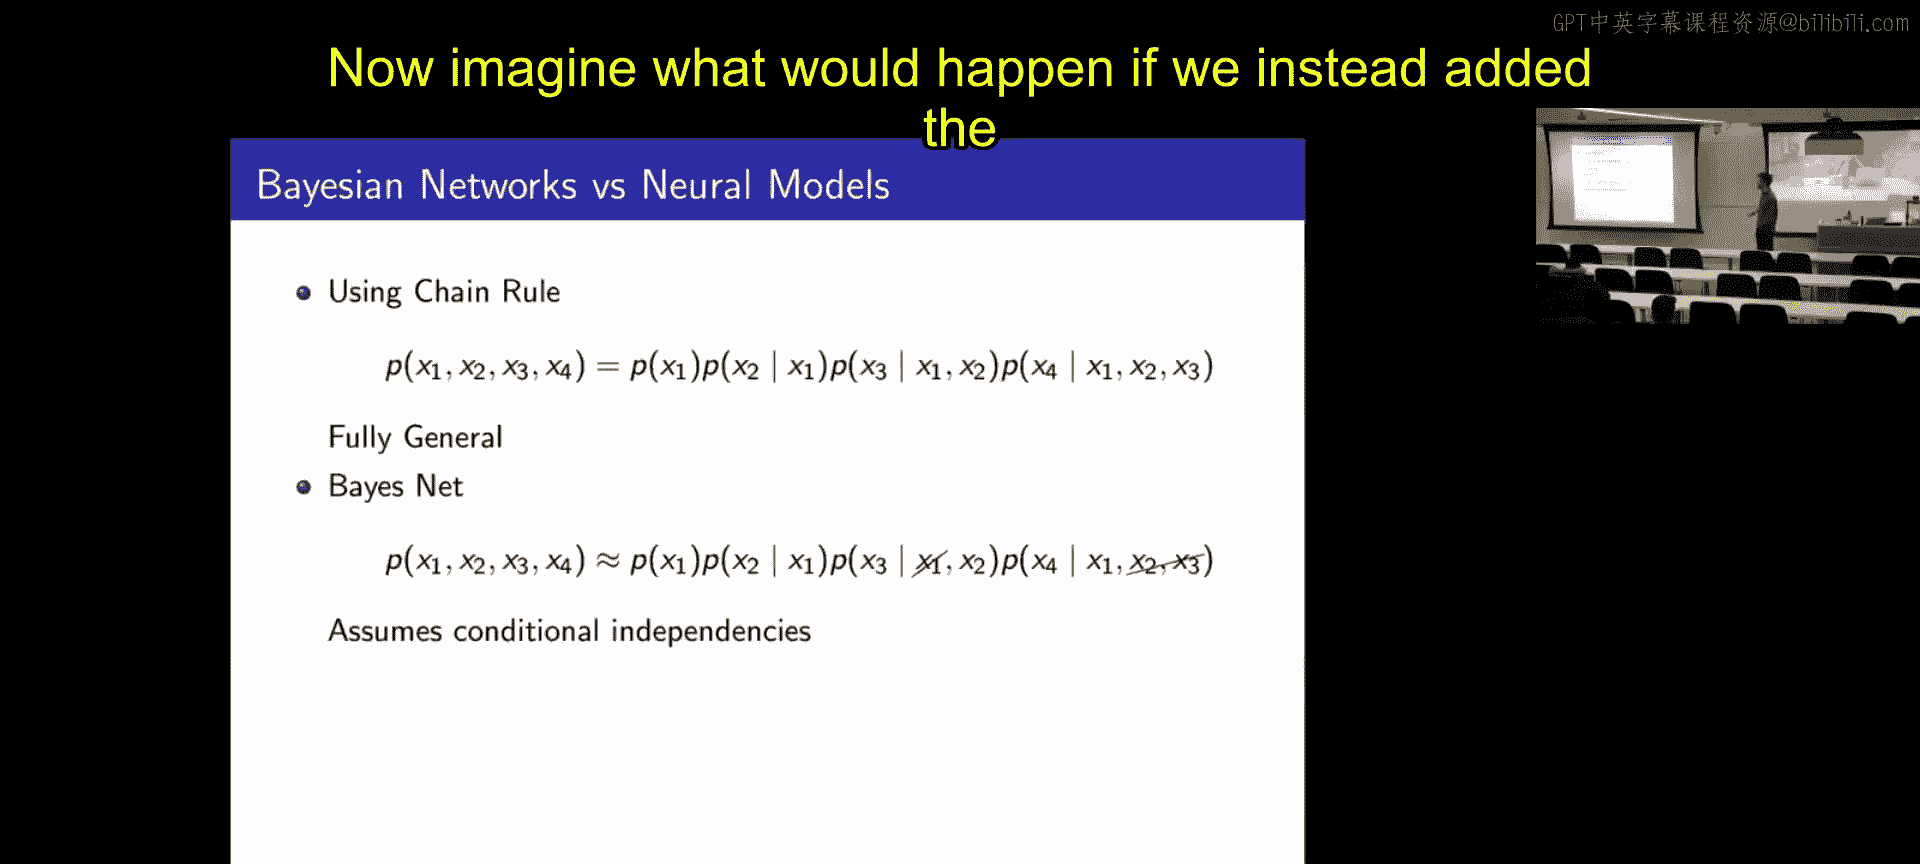 GPT中英字幕课程资源@bilibili.com
Now imagine what would happen if we instead added
the
Bayesian Networks vs Neural Models
Using Chain Rule
p(x₁, x₂, x₃, x₄) = p(x₁)p(x₂ | x₁)p(x₃ | x₁, x₂)p(x₄ | x₁, x₂, x₃)
Fully General
Bayes Net
p(x₁, x₂, x₃, x₄) ≈ p(x₁)p(x₂ | x₁)p(x₃ | x₁, x₂)p(x₄ | x₁, x₂, x₃)
Assumes conditional independencies